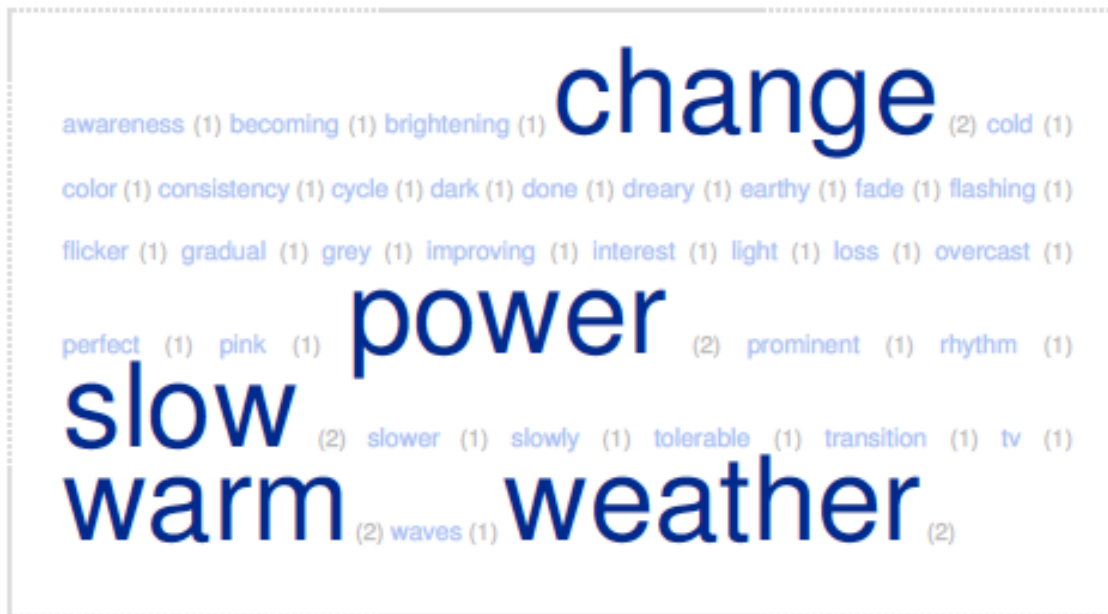 awareness (1) becoming (1) brightening (1) change (2) cold (1)
color (1) consistency (1) cycle (1) dark (1) done (1) dreary (1) earthy (1) fade (1) flashing (1)
flicker (1) gradual (1) grey (1) improving (1) interest (1) light (1) loss (1) overcast (1)
perfect (1) pink (1) power (2) prominent (1) rhythm (1)
slow (2) slower (1) slowly (1) tolerable (1) transition (1) tv (1)
warm (2) waves (1) weather (2)